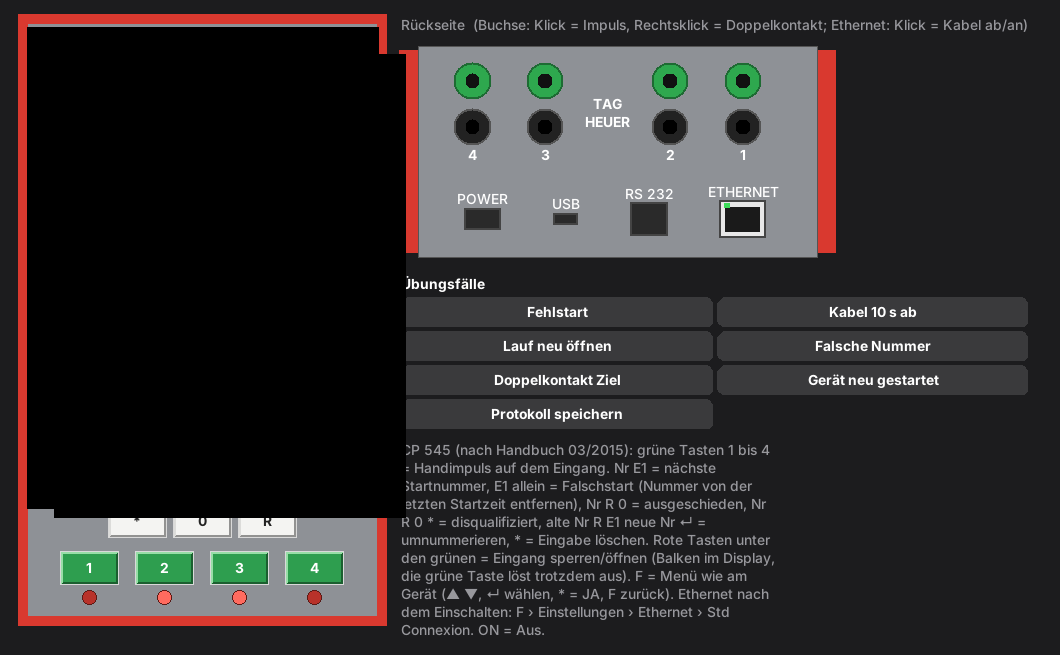 Rückseite  (Buchse: Klick = Impuls, Rechtsklick = Doppelkontakt; Ethernet: Klick = Kabel ab/an)
TAG
HEUER
4
3
2
1
POWER
USB
RS 232
ETHERNET
Übungsfälle
Fehlstart
Kabel 10 s ab
Lauf neu öffnen
Falsche Nummer
Doppelkontakt Ziel
Gerät neu gestartet
Protokoll speichern
CP 545 (nach Handbuch 03/2015): grüne Tasten 1 bis 4
= Handimpuls auf dem Eingang. Nr E1 = nächste
Startnummer, E1 allein = Falschstart (Nummer von der
letzten Startzeit entfernen), Nr R 0 = ausgeschieden, Nr
R 0 * = disqualifiziert, alte Nr R E1 neue Nr ↵ =
umnummerieren, * = Eingabe löschen. Rote Tasten unter
den grünen = Eingang sperren/öffnen (Balken im Display,
die grüne Taste löst trotzdem aus). F = Menü wie am
Gerät (▲ ▼, ↵ wählen, * = JA, F zurück). Ethernet nach
dem Einschalten: F › Einstellungen › Ethernet › Std
Connexion. ON = Aus.
* 0 R
1 2 3 4